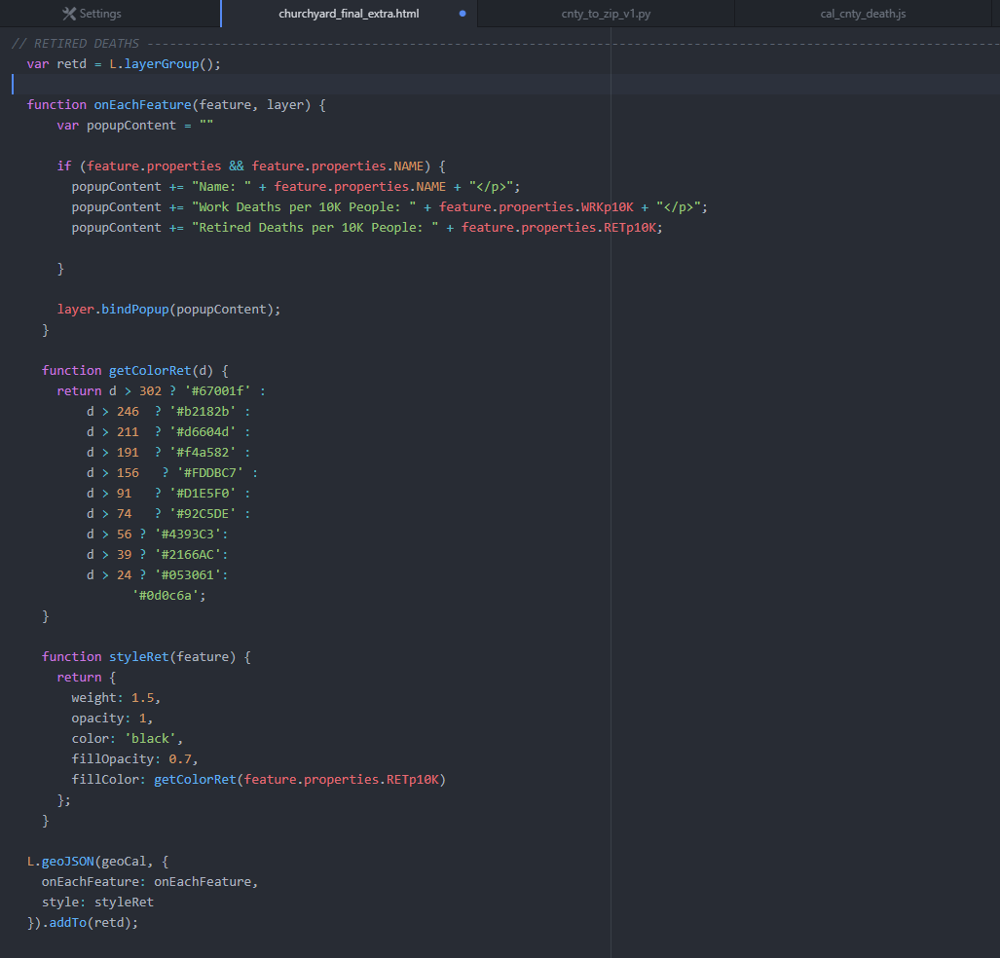 Settings churchyard_final_extra.html cnty_to_zip_v1.py cal_cnty_death.js
// RETIRED DEATHS ------------------------------------------------------------------------------------------------------------------
var retd = L.layerGroup();
function onEachFeature(feature, layer) {
var popupContent = ""
if (feature.properties && feature.properties.NAME) {
popupContent += "Name: " + feature.properties.NAME + "</p>";
popupContent += "Work Deaths per 10K People: " + feature.properties.WRKp10K + "</p>";
popupContent += "Retired Deaths per 10K People: " + feature.properties.RETp10K;
}
layer.bindPopup(popupContent);
}
function getColorRet(d) {
return d > 302 ? '#67001f' :
d > 246  ? '#b2182b' :
d > 211  ? '#d6604d' :
d > 191  ? '#f4a582' :
d > 156   ? '#FDDBC7' :
d > 91   ? '#D1E5F0' :
d > 74   ? '#92C5DE' :
d > 56 ? '#4393C3':
d > 39 ? '#2166AC':
d > 24 ? '#053061':
'#0d0c6a';
}
function styleRet(feature) {
return {
weight: 1.5,
opacity: 1,
color: 'black',
fillOpacity: 0.7,
fillColor: getColorRet(feature.properties.RETp10K)
};
}
L.geoJSON(geoCal, {
onEachFeature: onEachFeature,
style: styleRet
}).addTo(retd);